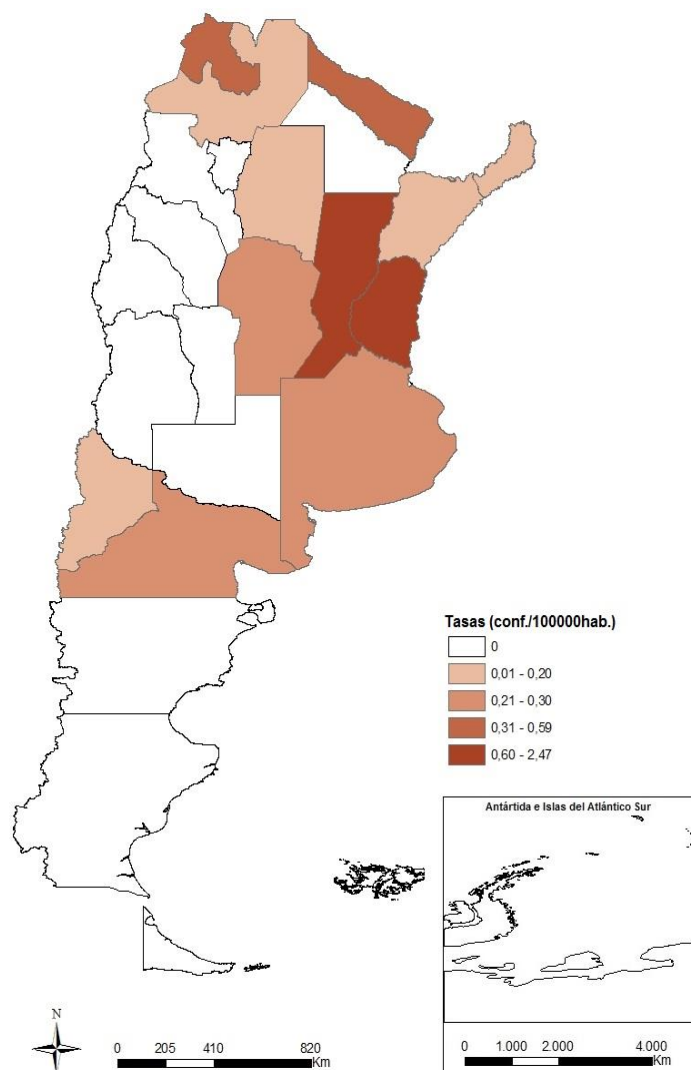 Tasas (conf./100000hab.)
0
0,01 - 0,20
0,21 - 0,30
0,31 - 0,59
0,60 - 2,47
Antártida e Islas del Atlántico Sur
N
0 205 410 820
Km
0 1.000 2.000 4.000
Km